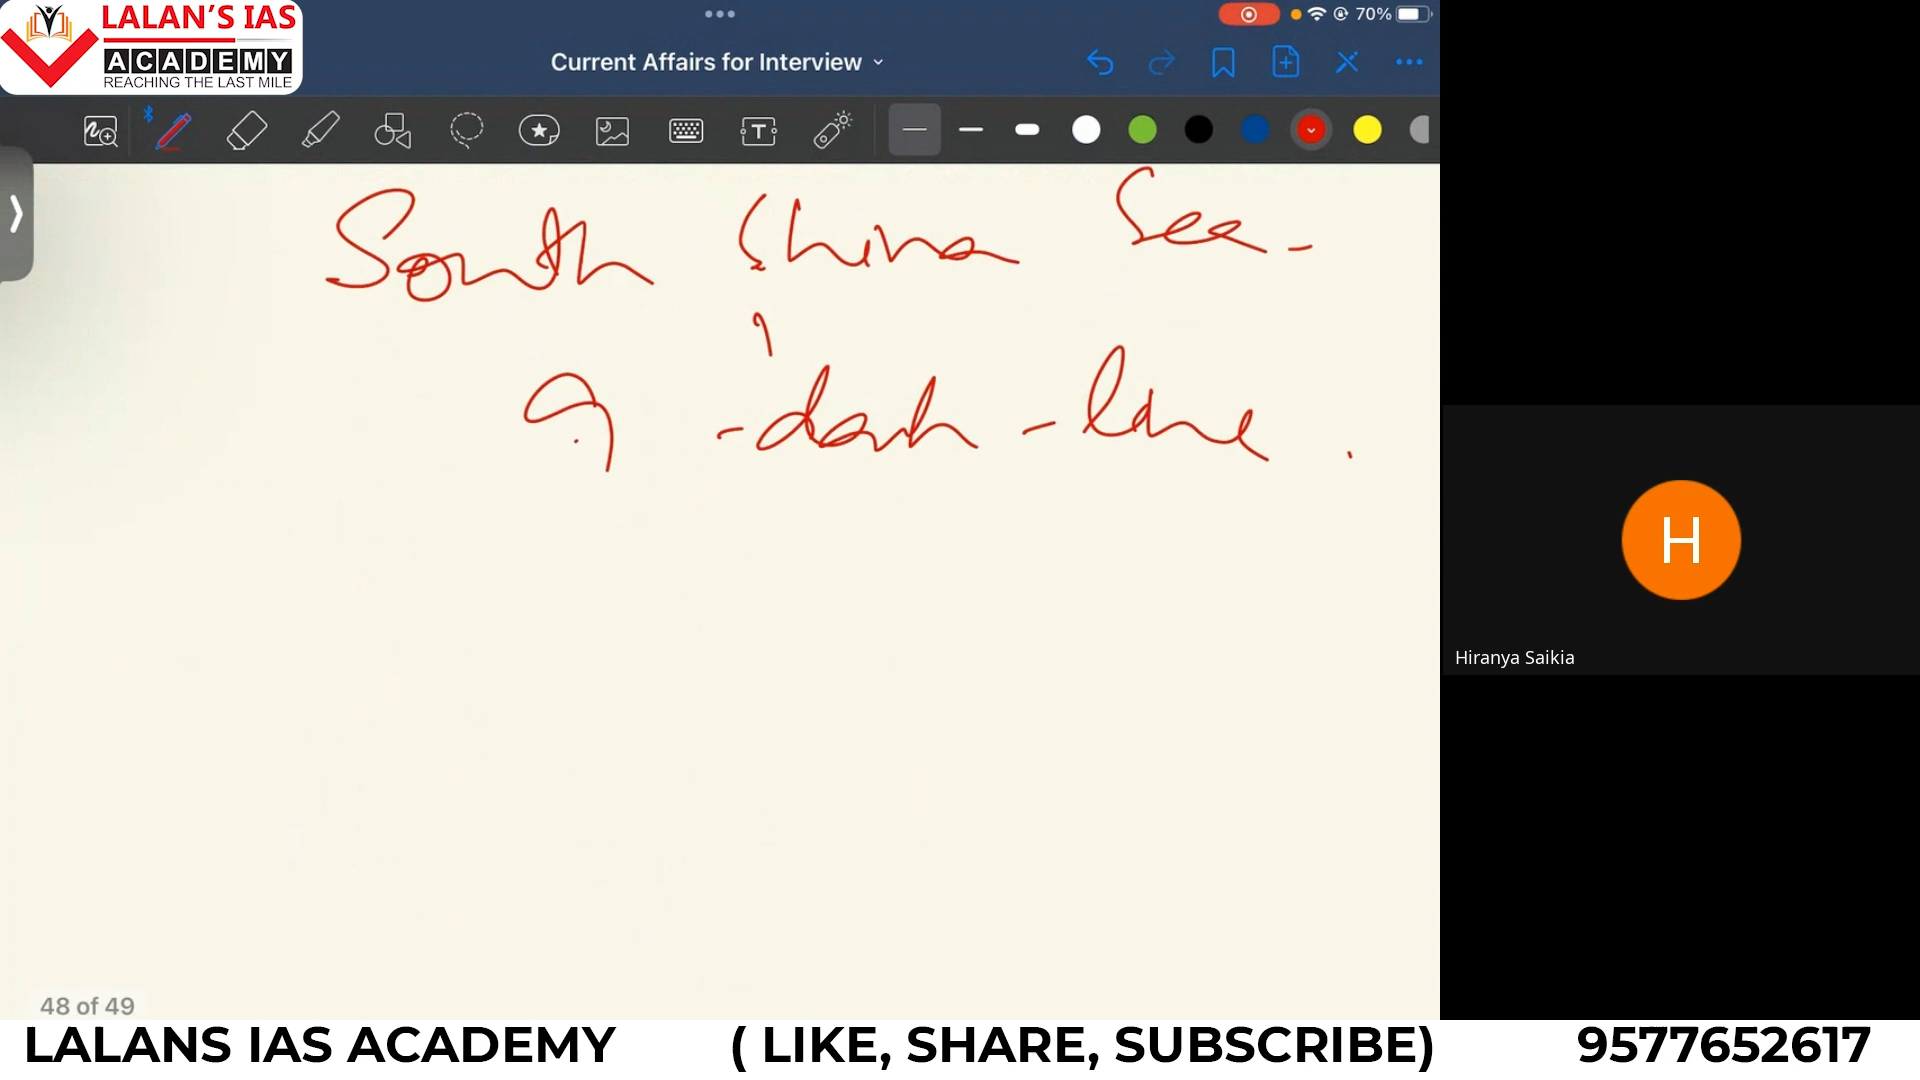 LALAN'S IAS
ACADEMY
REACHING THE LAST MILE
70%
Current Affairs for Interview
T
South China Sea -
9 -dash - line .
H
Hiranya Saikia
48 of 49
LALANS IAS ACADEMY ( LIKE, SHARE, SUBSCRIBE) 9577652617